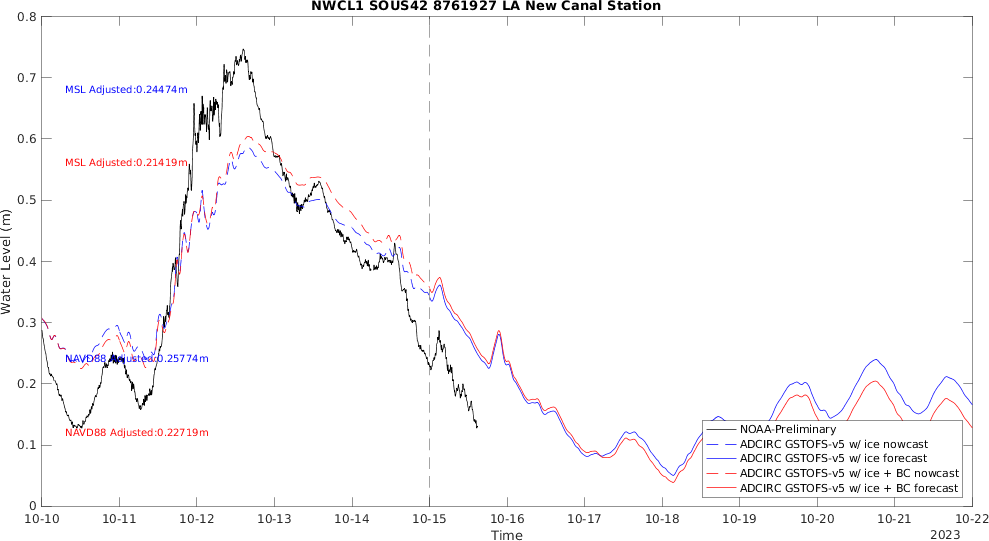 NWCL1 SOUS42 8761927 LA New Canal Station
0.8
0.7
0.6
0.5
0.4
0.3
0.2
0.1
0
Water Level (m)
MSL Adjusted:0.24474m
MSL Adjusted:0.21419m
NAVD88 Adjusted:0.25774m
NAVD88 Adjusted:0.22719m
NOAA-Preliminary
ADCIRC GSTOFS-v5 w/ ice nowcast
ADCIRC GSTOFS-v5 w/ ice forecast
ADCIRC GSTOFS-v5 w/ ice + BC nowcast
ADCIRC GSTOFS-v5 w/ ice + BC forecast
10-10 10-11 10-12 10-13 10-14 10-15 10-16 10-17 10-18 10-19 10-20 10-21 10-22
Time
2023